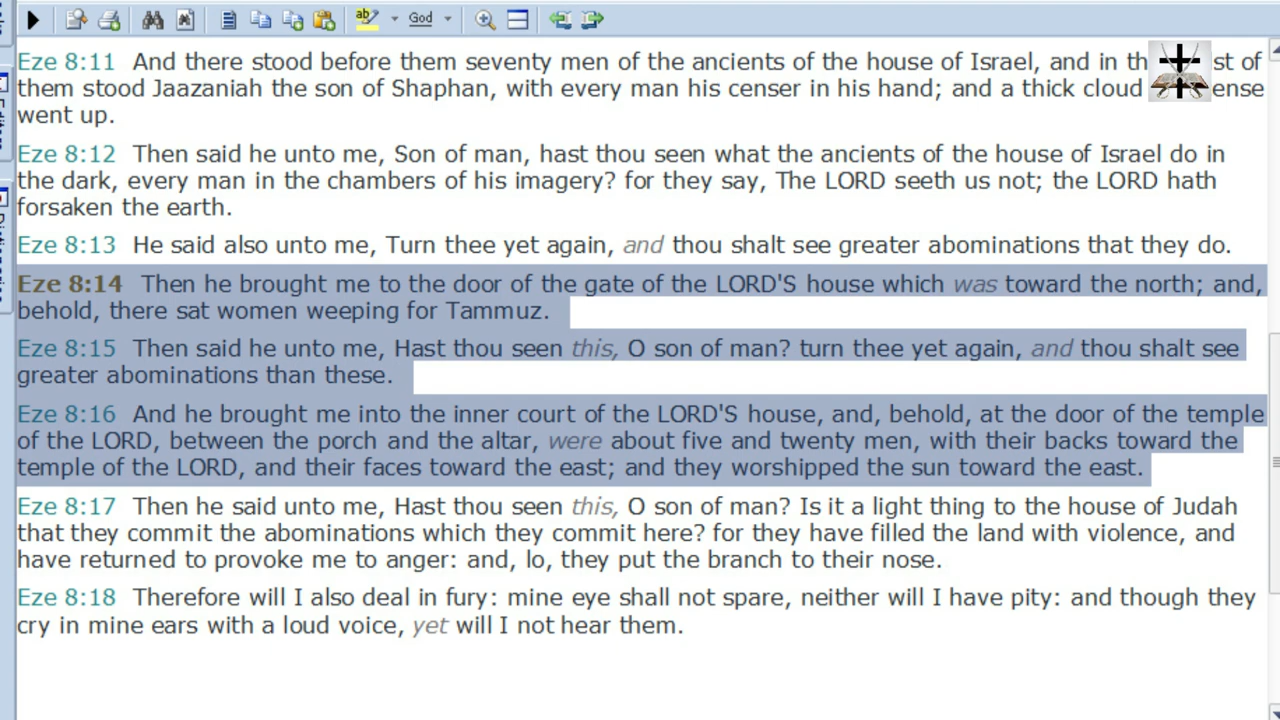 God
Eze 8:11 And there stood before them seventy men of the ancients of the house of Israel, and in th st of
them stood Jaazaniah the son of Shaphan, with every man his censer in his hand; and a thick cloud ense
went up.
Eze 8:12 Then said he unto me, Son of man, hast thou seen what the ancients of the house of Israel do in
the dark, every man in the chambers of his imagery? for they say, The LORD seeth us not; the LORD hath
forsaken the earth.
Eze 8:13 He said also unto me, Turn thee yet again, and thou shalt see greater abominations that they do.
Eze 8:14 Then he brought me to the door of the gate of the LORD'S house which was toward the north; and,
behold, there sat women weeping for Tammuz.
Eze 8:15 Then said he unto me, Hast thou seen this, O son of man? turn thee yet again, and thou shalt see
greater abominations than these.
Eze 8:16 And he brought me into the inner court of the LORD'S house, and, behold, at the door of the temple
of the LORD, between the porch and the altar, were about five and twenty men, with their backs toward the
temple of the LORD, and their faces toward the east; and they worshipped the sun toward the east.
Eze 8:17 Then he said unto me, Hast thou seen this, O son of man? Is it a light thing to the house of Judah
that they commit the abominations which they commit here? for they have filled the land with violence, and
have returned to provoke me to anger: and, lo, they put the branch to their nose.
Eze 8:18 Therefore will I also deal in fury: mine eye shall not spare, neither will I have pity: and though they
cry in mine ears with a loud voice, yet will I not hear them.